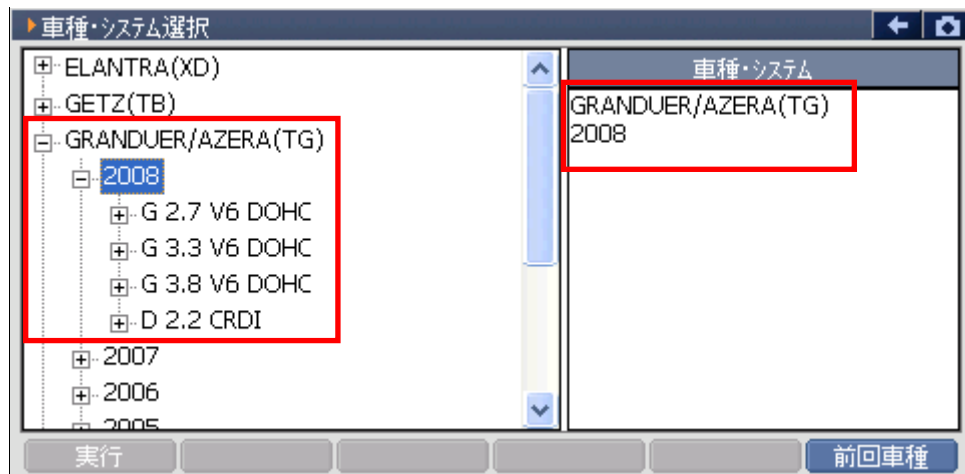 車種・システム選択
ELANTRA(XD)
GETZ(TB)
GRANDUER/AZERA(TG)
2008
G 2.7 V6 DOHC
G 3.3 V6 DOHC
G 3.8 V6 DOHC
D 2.2 CRDI
2007
2006
2005
車種・システム
GRANDUER/AZERA(TG)
2008
実行
前回車種